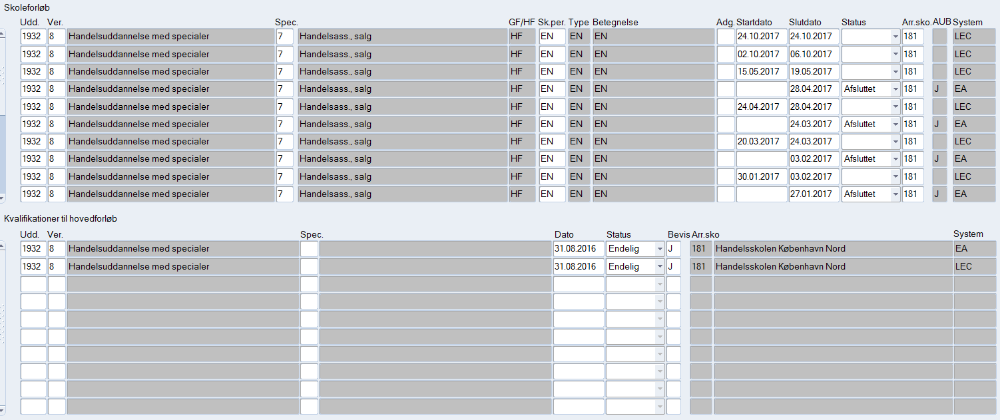 Skoleforløb
Udd. Ver. Spec. GF/HF Sk.per. Type Betegnelse Adg. Startdato Slutdato Status Arr.sko. AUB System
1932 8 Handelsuddannelse med specialer 7 Handelsass., salg HF EN EN EN 24.10.2017 24.10.2017 181 LEC
1932 8 Handelsuddannelse med specialer 7 Handelsass., salg HF EN EN EN 02.10.2017 06.10.2017 181 LEC
1932 8 Handelsuddannelse med specialer 7 Handelsass., salg HF EN EN EN 15.05.2017 19.05.2017 181 LEC
1932 8 Handelsuddannelse med specialer 7 Handelsass., salg HF EN EN EN 28.04.2017 Afsluttet 181 J EA
1932 8 Handelsuddannelse med specialer 7 Handelsass., salg HF EN EN EN 24.04.2017 28.04.2017 181 LEC
1932 8 Handelsuddannelse med specialer 7 Handelsass., salg HF EN EN EN 24.03.2017 Afsluttet 181 J EA
1932 8 Handelsuddannelse med specialer 7 Handelsass., salg HF EN EN EN 20.03.2017 24.03.2017 181 LEC
1932 8 Handelsuddannelse med specialer 7 Handelsass., salg HF EN EN EN 03.02.2017 Afsluttet 181 J EA
1932 8 Handelsuddannelse med specialer 7 Handelsass., salg HF EN EN EN 30.01.2017 03.02.2017 181 LEC
1932 8 Handelsuddannelse med specialer 7 Handelsass., salg HF EN EN EN 27.01.2017 Afsluttet 181 J EA
Kvalifikationer til hovedforløb
Udd. Ver. Spec. Dato Status Bevis Arr.sko System
1932 8 Handelsuddannelse med specialer 31.08.2016 Endelig J 181 Handelsskolen København Nord EA
1932 8 Handelsuddannelse med specialer 31.08.2016 Endelig J 181 Handelsskolen København Nord LEC